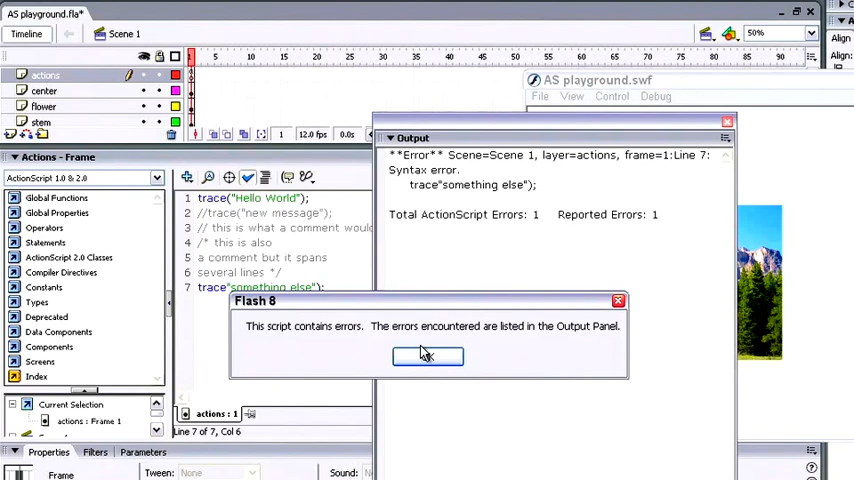 AS playground.fla*
Timeline
Scene 1
50%
1 5 10 15 20 25 30 35 40 45 50 55 60 65 70 75 80 85 90
Align:
actions
center
flower
stem
1 12.0 fps 0.0s
AS playground.swf
File View Control Debug
Output
**Error** Scene=Scene 1, layer=actions, frame=1:Line 7:
Syntax error.
trace"something else");
Total ActionScript Errors: 1 Reported Errors: 1
Actions - Frame
ActionScript 1.0 & 2.0
Global Functions
Global Properties
Operators
Statements
ActionScript 2.0 Classes
Compiler Directives
Constants
Types
Deprecated
Data Components
Components
Screens
Index
1 trace("Hello World");
2 //trace("new message");
3 // this is what a comment would
4 /* this is also
5 a comment but it spans
6 several lines */
7 trace"something else");
Flash 8
This script contains errors. The errors encountered are listed in the Output Panel.
Current Selection
actions : Frame 1
actions : 1
Line 7 of 7, Col 6
Properties Filters Parameters
Frame
Tween: None
Sound: